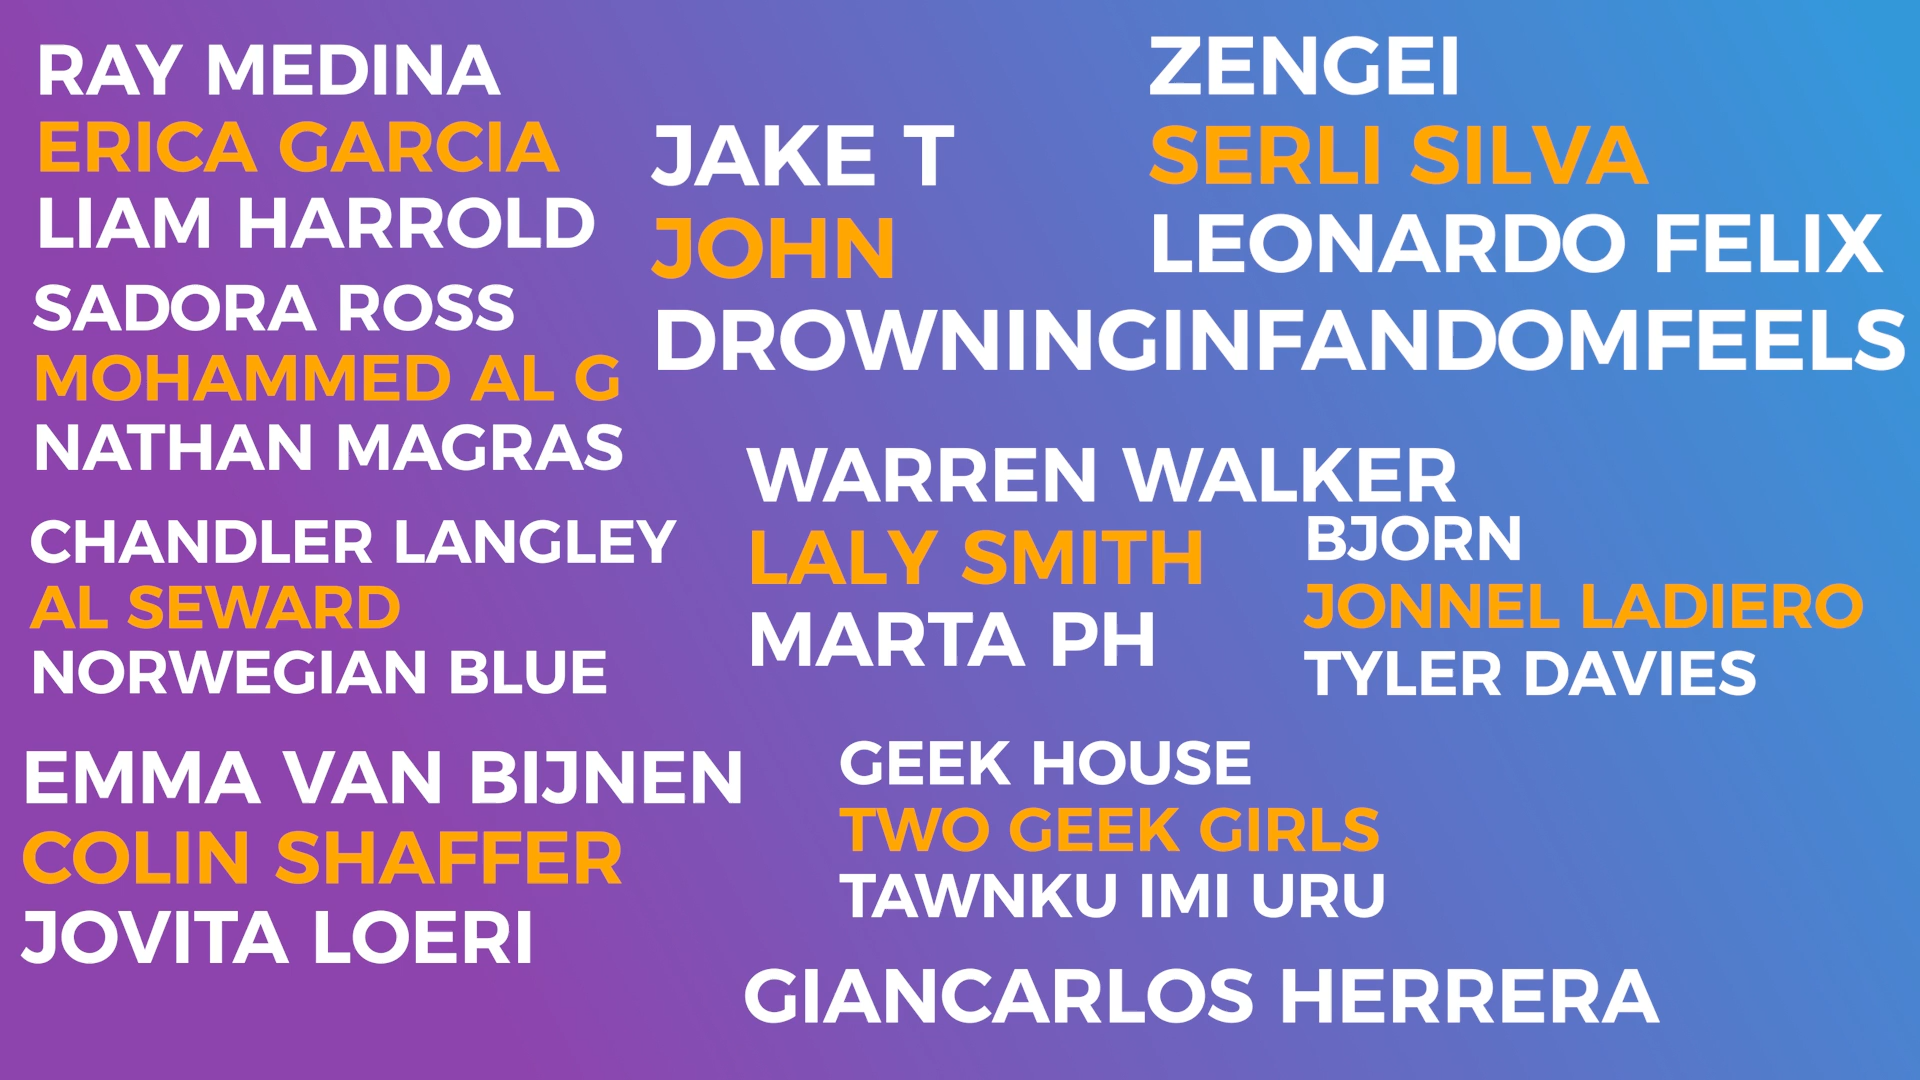 RAY MEDINA
ERICA GARCIA
LIAM HARROLD
SADORA ROSS
MOHAMMED AL G
NATHAN MAGRAS
CHANDLER LANGLEY
AL SEWARD
NORWEGIAN BLUE
EMMA VAN BIJNEN
COLIN SHAFFER
JOVITA LOERI
JAKE T
JOHN
DROWNINGINFANDOMFEELS
ZENGEI
SERLI SILVA
LEONARDO FELIX
WARREN WALKER
LALY SMITH
MARTA PH
BJORN
JONNEL LADIERO
TYLER DAVIES
GEEK HOUSE
TWO GEEK GIRLS
TAWNKU IMI URU
GIANCARLOS HERRERA